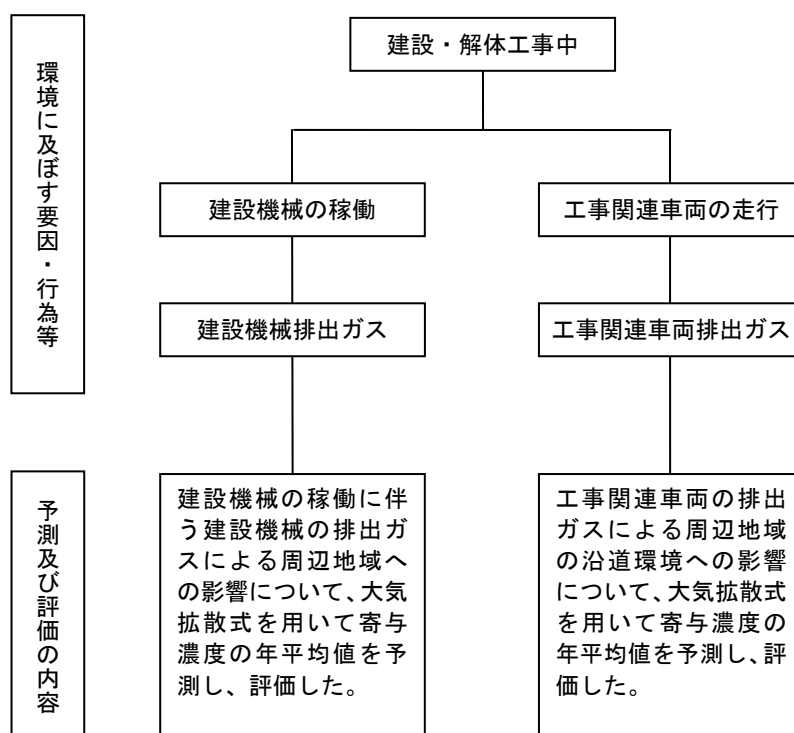 環境に及ぼす要因・行為等
建設・解体工事中
建設機械の稼働
工事関連車両の走行
建設機械排出ガス
工事関連車両排出ガス
予測及び評価の内容
建設機械の稼働に伴
う建設機械の排出ガ
スによる周辺地域へ
の影響について、大気
拡散式を用いて寄与
濃度の年平均値を予
測し、評価した。
工事関連車両の排出
ガスによる周辺地域
の沿道環境への影響
について、大気拡散式
を用いて寄与濃度の
年平均値を予測し、評
価した。